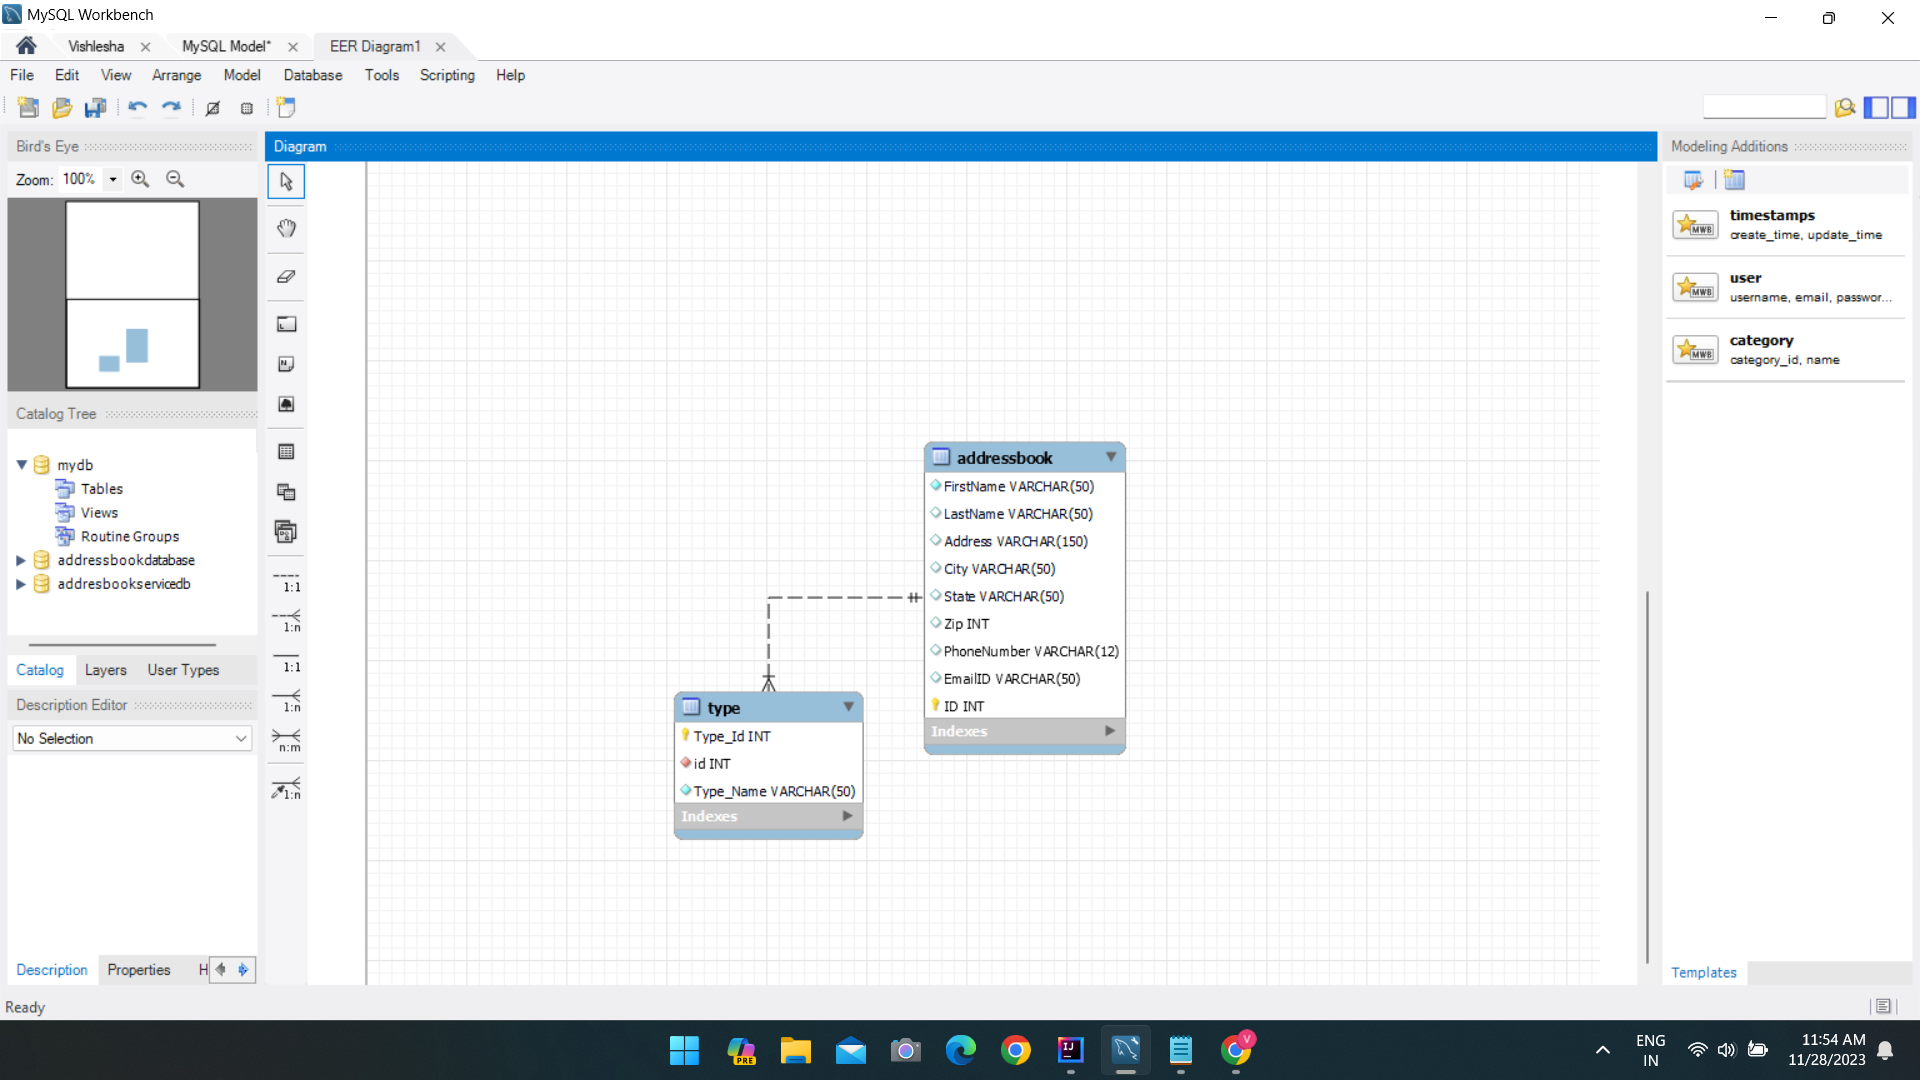 MySQL Workbench
Vishlesha
MySQL Model*
EER Diagram1
File Edit View Arrange Model Database Tools Scripting Help
Bird's Eye
Zoom: 100%
Catalog Tree
mydb
Tables
Views
Routine Groups
addressbookdatabase
addresbookservicedb
Catalog Layers User Types
Description Editor
No Selection
Description Properties H
Diagram
1:1
1:n
1:1
1:n
n:m
1:n
addressbook
FirstName VARCHAR(50)
LastName VARCHAR(50)
Address VARCHAR(150)
City VARCHAR(50)
State VARCHAR(50)
Zip INT
PhoneNumber VARCHAR(12)
EmailID VARCHAR(50)
ID INT
Indexes
type
Type_Id INT
id INT
Type_Name VARCHAR(50)
Indexes
Modeling Additions
MWB
timestamps
create_time, update_time
MWB
user
username, email, passwor...
MWB
category
category_id, name
Templates
Ready
PRE
IJ
V
ENG
IN
11:54 AM
11/28/2023